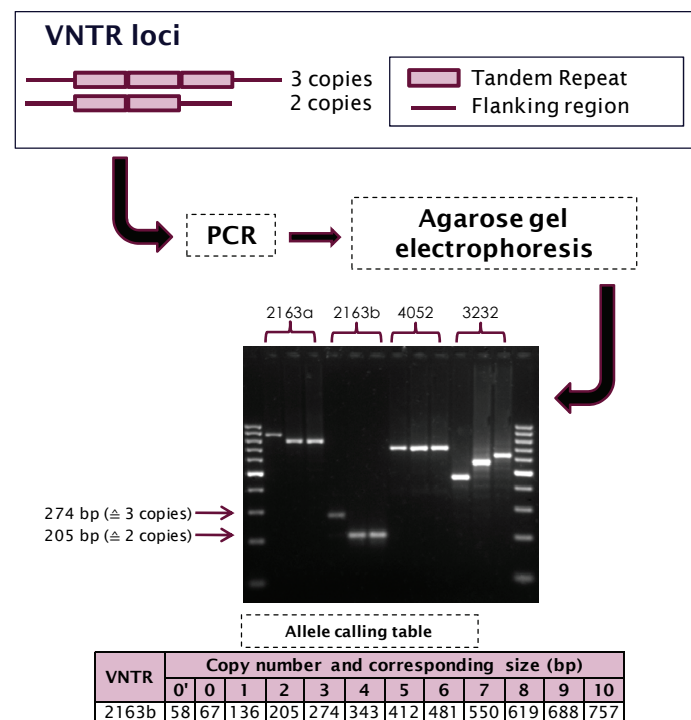 VNTR loci
3 copies
2 copies
Tandem Repeat
Flanking region
PCR
Agarose gel
electrophoresis
2163a 2163b 4052 3232
274 bp (≙ 3 copies)
205 bp (≙ 2 copies)
Allele calling table
VNTR Copy number and corresponding size (bp)
0' 0 1 2 3 4 5 6 7 8 9 10
2163b 58 67 136 205 274 343 412 481 550 619 688 757